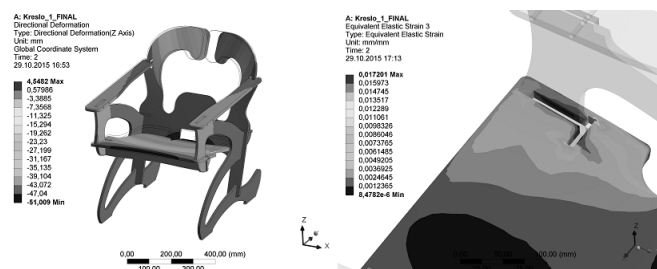 A: Kreslo_1_FINAL
Directional Deformation
Type: Directional Deformation(Z Axis)
Unit: mm
Global Coordinate System
Time: 2
29.10.2015 16:53
4,5482 Max
0,57986
-3,3885
-7,3568
-11,325
-15,294
-19,262
-23,23
-27,199
-31,167
-35,135
-39,104
-43,072
-47,04
-51,009 Min
0,00
200,00
400,00 (mm)
100,00
300,00
Z
X
A: Kreslo_1_FINAL
Equivalent Elastic Strain 3
Type: Equivalent Elastic Strain
Unit: mm/mm
Time: 2
29.10.2015 17:13
0,017201 Max
0,015973
0,014745
0,013517
0,012289
0,011061
0,0098326
0,0086046
0,0073765
0,0061485
0,0049205
0,0036925
0,0024645
0,0012365
8,4782e-6 Min
100,00 (mm)
Z